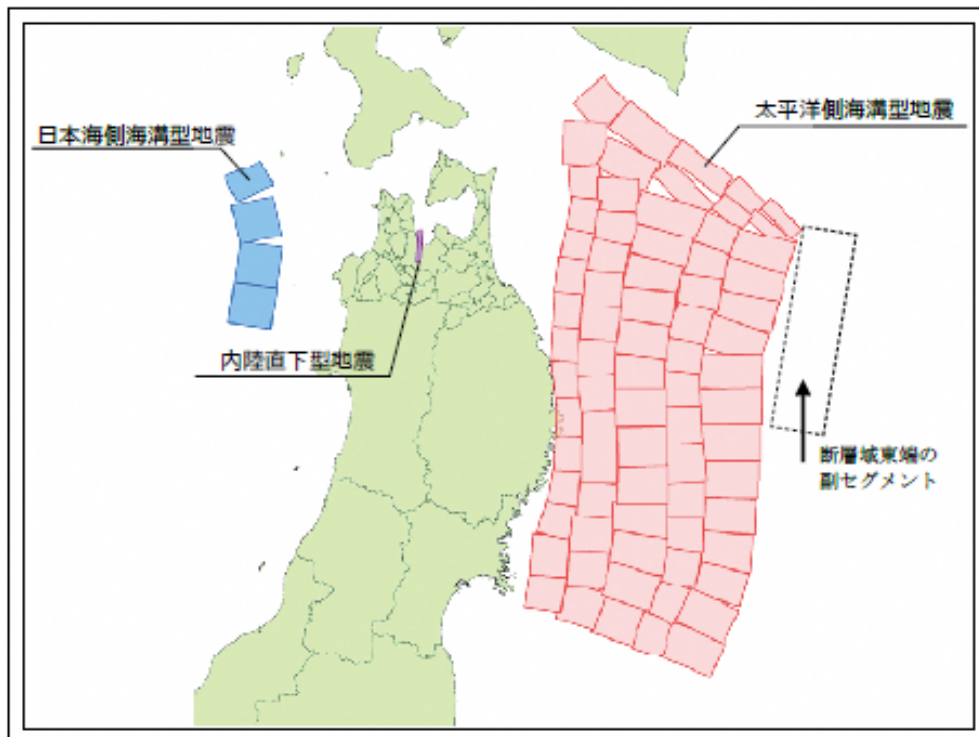 太平洋側海溝型地震
日本海側海溝型地震
内陸直下型地震
断層域東端の
副セグメント